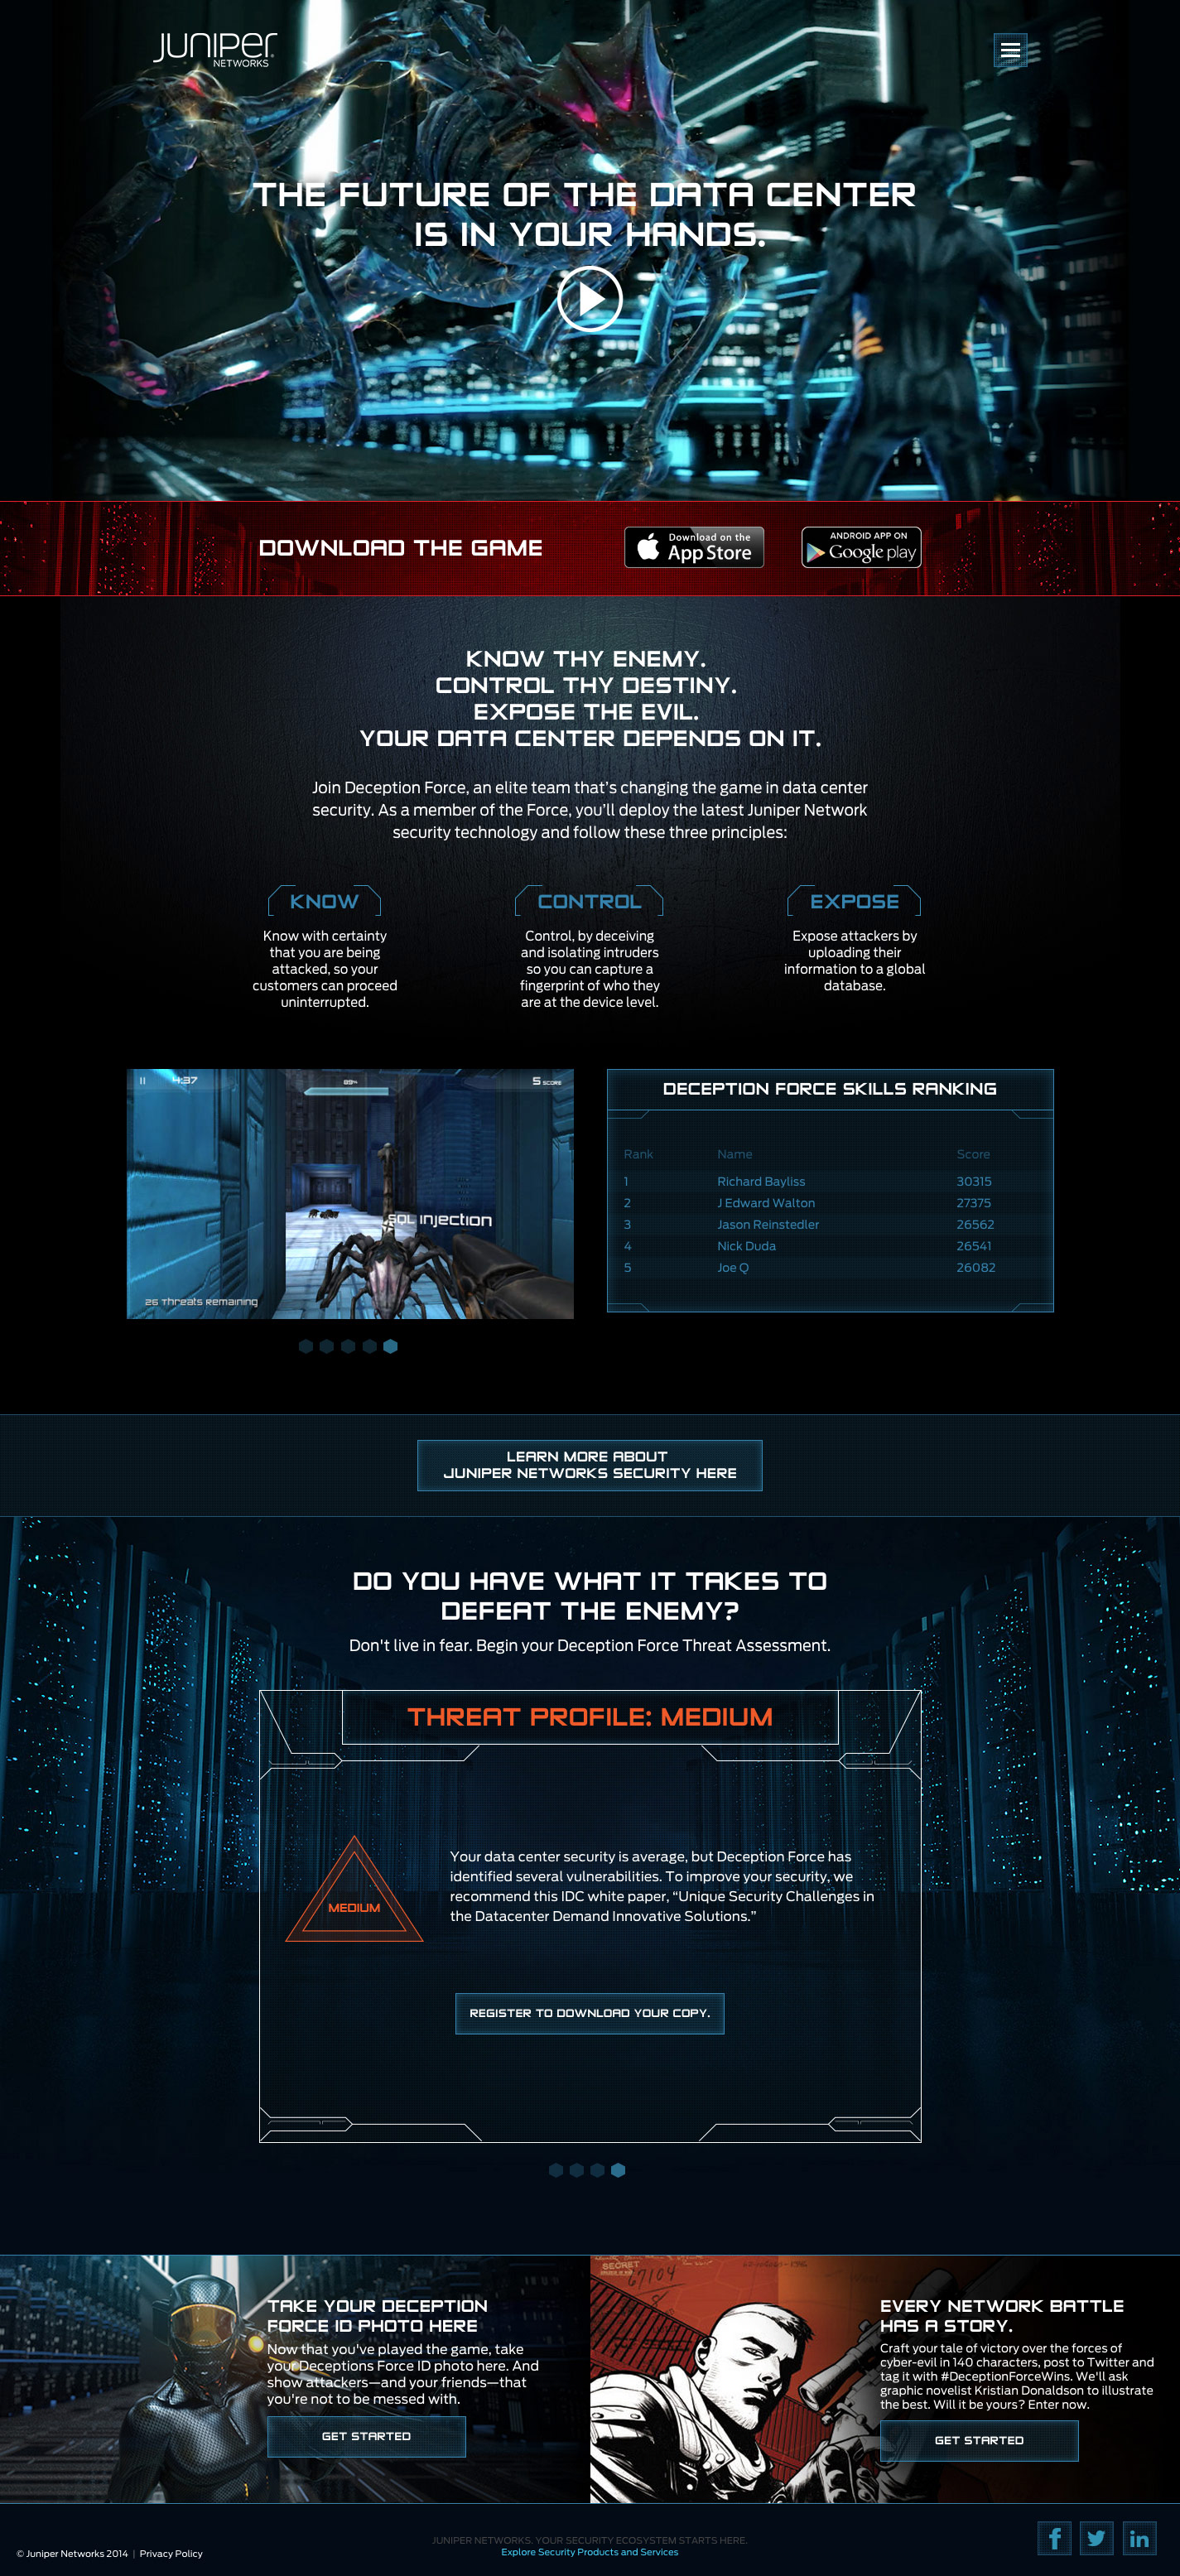 JUNIPER
NETWORKS
THE FUTURE OF THE DATA CENTER
IS IN YOUR HANDS.
DOWNLOAD THE GAME
Download on the
App Store
ANDROID APP ON
Google play
KNOW THY ENEMY.
CONTROL THY DESTINY.
EXPOSE THE EVIL.
YOUR DATA CENTER DEPENDS ON IT.
Join Deception Force, an elite team that's changing the game in data center
security. As a member of the Force, you'll deploy the latest Juniper Network
security technology and follow these three principles:
KNOW
Know with certainty
that you are being
attacked, so your
customers can proceed
uninterrupted.
CONTROL
Control, by deceiving
and isolating intruders
so you can capture a
fingerprint of who they
are at the device level.
EXPOSE
Expose attackers by
uploading their
information to a global
database.
4:37
89%
5 SCORE
SQL Injection
26 Threats Remaining
DECEPTION FORCE SKILLS RANKING
Rank Name Score
1 Richard Bayliss 30315
2 J Edward Walton 27375
3 Jason Reinstedler 26562
4 Nick Duda 26541
5 Joe Q 26082
LEARN MORE ABOUT
JUNIPER NETWORKS SECURITY HERE
DO YOU HAVE WHAT IT TAKES TO
DEFEAT THE ENEMY?
Don't live in fear. Begin your Deception Force Threat Assessment.
THREAT PROFILE: MEDIUM
MEDIUM
Your data center security is average, but Deception Force has
identified several vulnerabilities. To improve your security, we
recommend this IDC white paper, “Unique Security Challenges in
the Datacenter Demand Innovative Solutions.”
REGISTER TO DOWNLOAD YOUR COPY.
TAKE YOUR DECEPTION
FORCE ID PHOTO HERE
Now that you've played the game, take
your Deceptions Force ID photo here. And
show attackers—and your friends—that
you're not to be messed with.
GET STARTED
SECRET
67104
EVERY NETWORK BATTLE
HAS A STORY.
Craft your tale of victory over the forces of
cyber-evil in 140 characters, post to Twitter and
tag it with #DeceptionForceWins. We'll ask
graphic novelist Kristian Donaldson to illustrate
the best. Will it be yours? Enter now.
GET STARTED
JUNIPER NETWORKS. YOUR SECURITY ECOSYSTEM STARTS HERE.
Explore Security Products and Services
© Juniper Networks 2014 | Privacy Policy